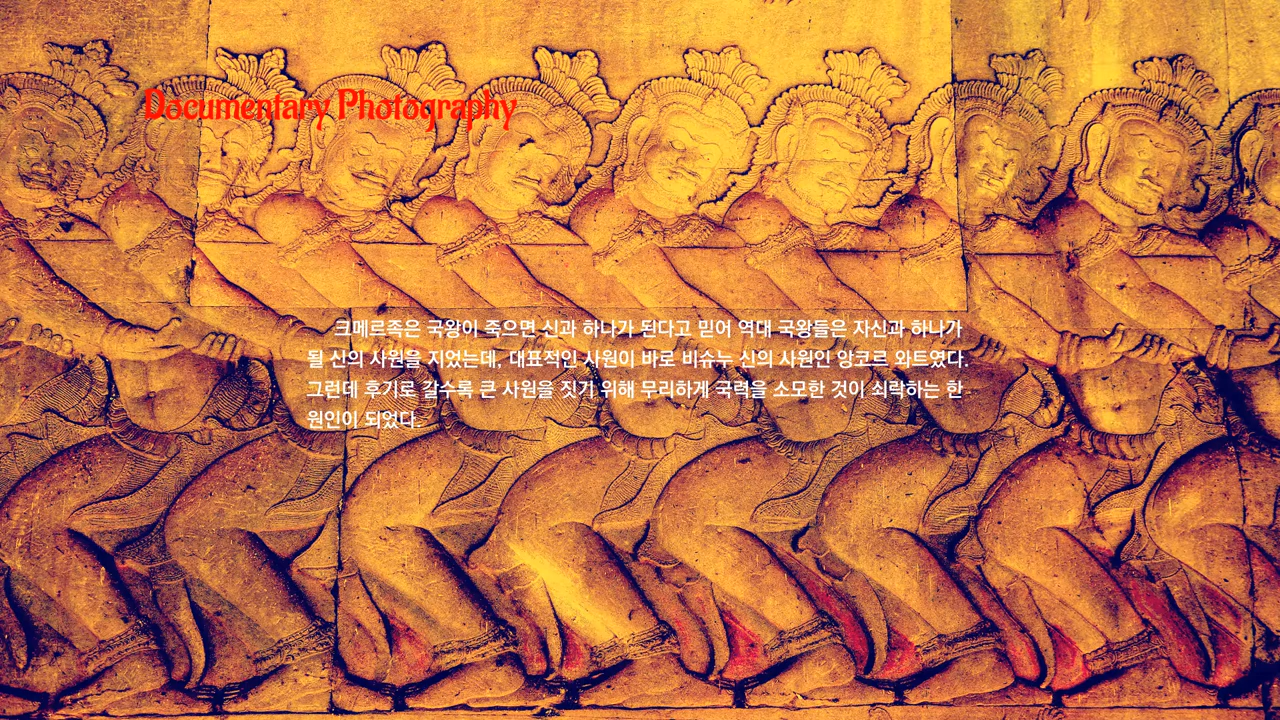 Documentary Photography
크메르족은 국왕이 죽으면 신과 하나가 된다고 믿어 역대 국왕들은 자신과 하나가
될 신의 사원을 지었는데, 대표적인 사원이 바로 비슈누 신의 사원인 앙코르 와트였다.
그런데 후기로 갈수록 큰 사원을 짓기 위해 무리하게 국력을 소모한 것이 쇠락하는 한
원인이 되었다.